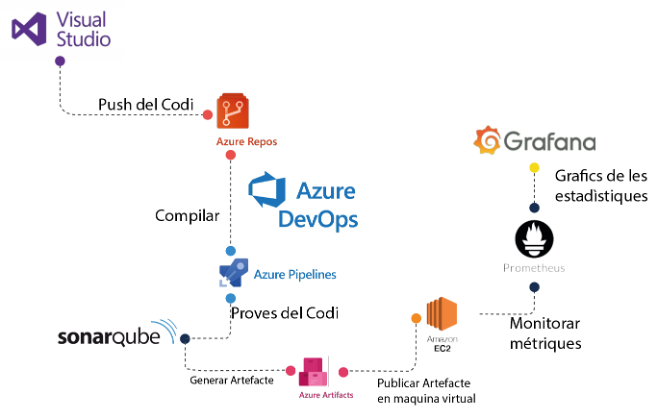 Visual
Studio
Push del Codi
Azure Repos
Grafana
Grafics de les
estadìstiques
Azure
DevOps
Compilar
Prometheus
Azure Pipelines
Proves del Codi
sonarqube
Amazon
EC2
Monitorar
métriques
Generar Artefacte
Azure Artifacts
Publicar Artefacte
en maquina virtual